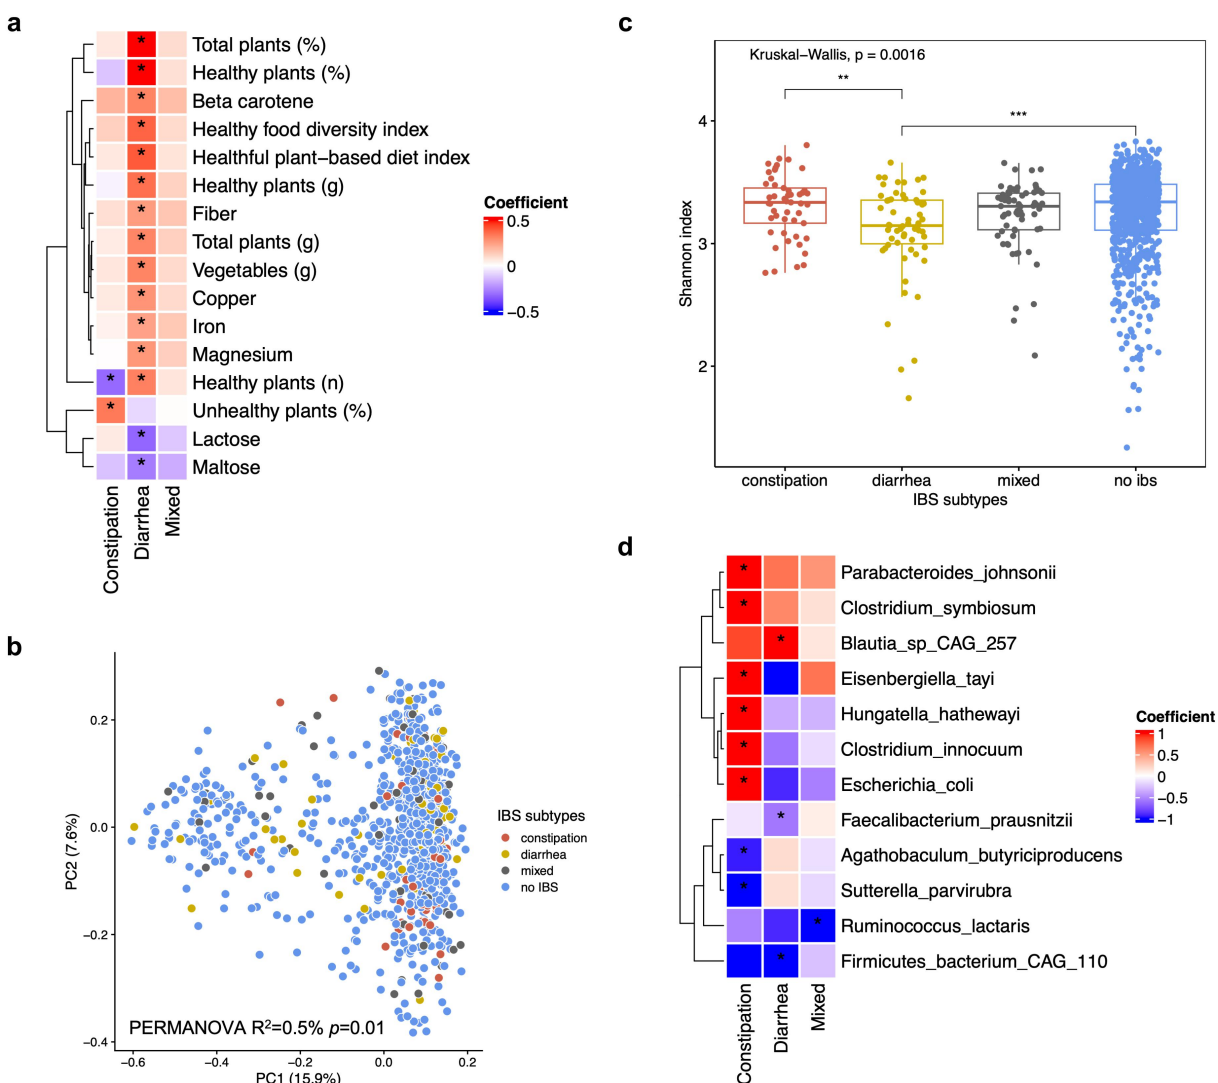 a
* Total plants (%)
* Healthy plants (%)
* Beta carotene
* Healthy food diversity index
* Healthful plant−based diet index
* Healthy plants (g)
* Fiber
* Total plants (g)
* Vegetables (g)
* Copper
* Iron
* Magnesium
* * Healthy plants (n)
* Unhealthy plants (%)
* Lactose
* Maltose
Constipation
Diarrhea
Mixed
Coefficient
0.5
0
−0.5
b
0.2
0.0
−0.2
−0.4
PC2 (7.6%)
PERMANOVA R²=0.5% p=0.01
−0.6 −0.4 −0.2 0.0 0.2
PC1 (15.9%)
IBS subtypes
constipation
diarrhea
mixed
no IBS
c
Kruskal−Wallis, p = 0.0016
**
***
4
3
2
Shannon index
constipation diarrhea mixed no ibs
IBS subtypes
d
* Parabacteroides_johnsonii
* Clostridium_symbiosum
* Blautia_sp_CAG_257
* Eisenbergiella_tayi
* Hungatella_hathewayi
* Clostridium_innocuum
* Escherichia_coli
* Faecalibacterium_prausnitzii
* Agathobaculum_butyriciproducens
* Sutterella_parvirubra
* Ruminococcus_lactaris
* Firmicutes_bacterium_CAG_110
Constipation
Diarrhea
Mixed
Coefficient
1
0.5
0
−0.5
−1